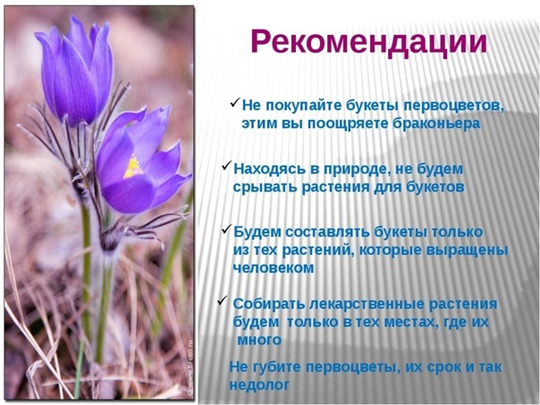 Рекомендации
✓Не покупайте букеты первоцветов,
этим вы поощряете браконьера
✓Находясь в природе, не будем
срывать растения для букетов
✓Будем составлять букеты только
из тех растений, которые выращены
человеком
✓ Собирать лекарственные растения
будем только в тех местах, где их
много
Не губите первоцветы, их срок и так
недолог